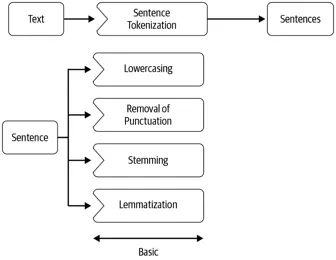 Text
Sentence
Tokenization
Sentences
Sentence
Lowercasing
Removal of
Punctuation
Stemming
Lemmatization
Basic